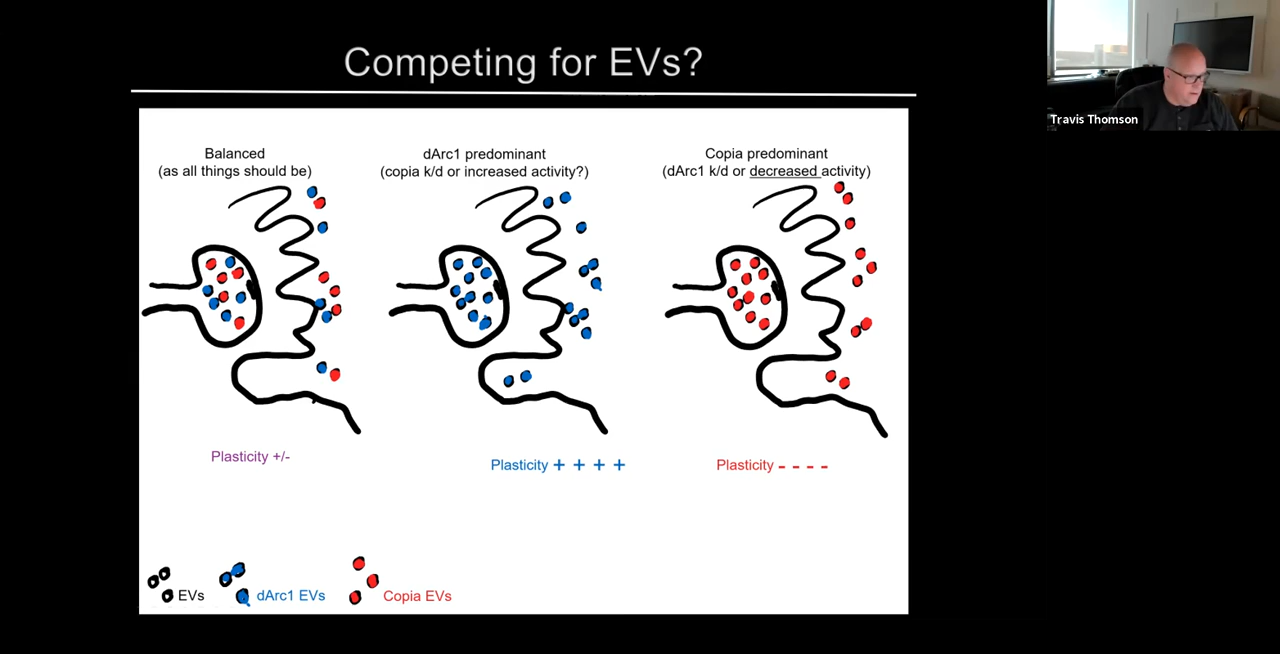 Competing for EVs?
Travis Thomson
Balanced
(as all things should be)
dArc1 predominant
(copia k/d or increased activity?)
Copia predominant
(dArc1 k/d or decreased activity)
Plasticity +/-
Plasticity + + + +
Plasticity - - - -
EVs
dArc1 EVs
Copia EVs